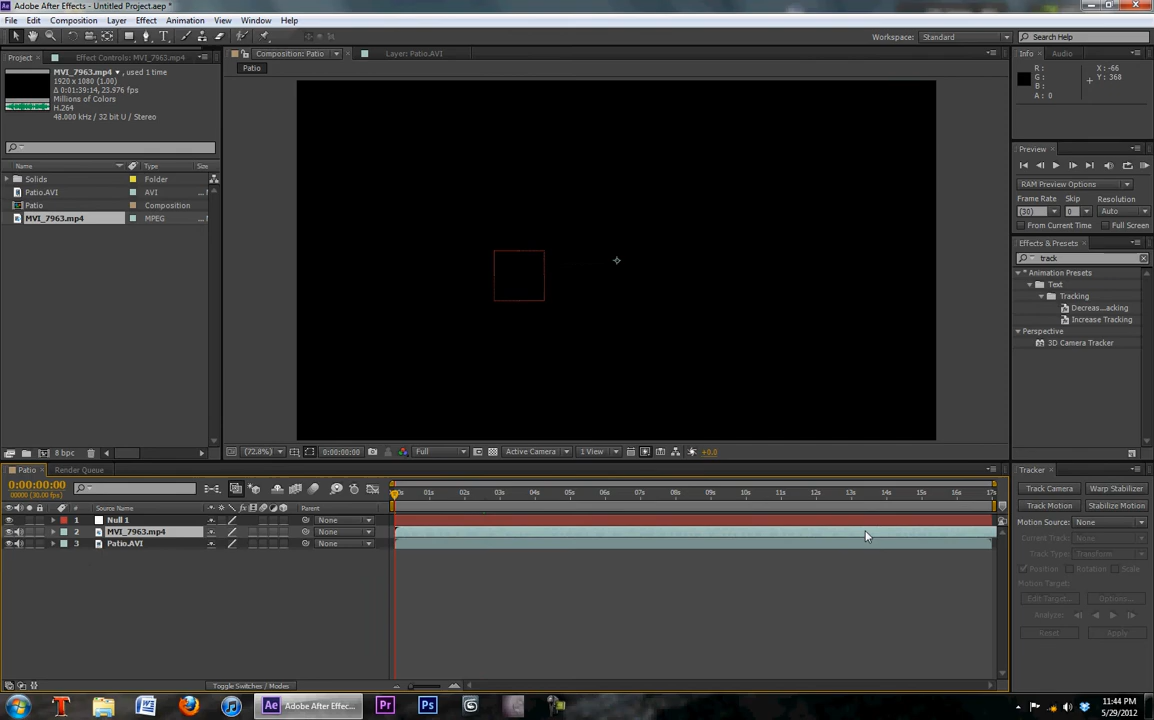 Adobe After Effects - Untitled Project.aep *
File Edit Composition Layer Effect Animation View Window Help
Workspace: Standard Search Help
Project Effect Controls: MVI_7963.mp4 Composition: Patio Layer: Patio.AVI Info Audio
Patio
MVI_7963.mp4 ▼, used 1 time
1920 x 1080 (1.00)
Δ 0:01:39:14, 23.976 fps
Millions of Colors
H.264
48.000 kHz / 32 bit U / Stereo
R :
G :
B :
A : 0
X : -66
Y : 368
Name Type Size
Solids Folder
Patio.AVI AVI
Patio Composition
MVI_7963.mp4 MPEG
Preview
RAM Preview Options
Frame Rate Skip Resolution
(30) 0 Auto
From Current Time Full Screen
Effects & Presets
track
Animation Presets
Text
Tracking
Decreas...acking
Increase Tracking
Perspective
3D Camera Tracker
8 bpc
(72.8%) 0:00:00:00 Full Active Camera 1 View +0.0
Patio Render Queue
0:00:00:00
00000 (30.00 fps)
01s 02s 03s 04s 05s 06s 07s 08s 09s 10s 11s 12s 13s 14s 15s 16s 17s
# Source Name Parent
1 Null 1 None
2 MVI_7963.mp4 None
3 Patio.AVI None
Toggle Switches / Modes
Tracker
Track Camera Warp Stabilizer
Track Motion Stabilize Motion
Motion Source: None
Current Track: None
Track Type: Transform
Position Rotation Scale
Motion Target:
Edit Target... Options...
Analyze:
Reset Apply
Adobe After Effec...
11:44 PM
5/29/2012